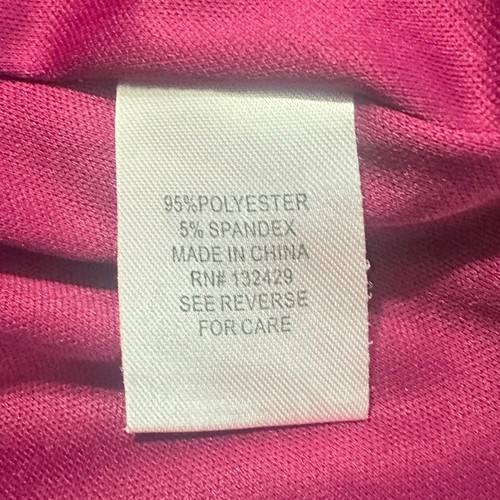 95%POLYESTER
5% SPANDEX
MADE IN CHINA
RN# 132429
SEE REVERSE
FOR CARE